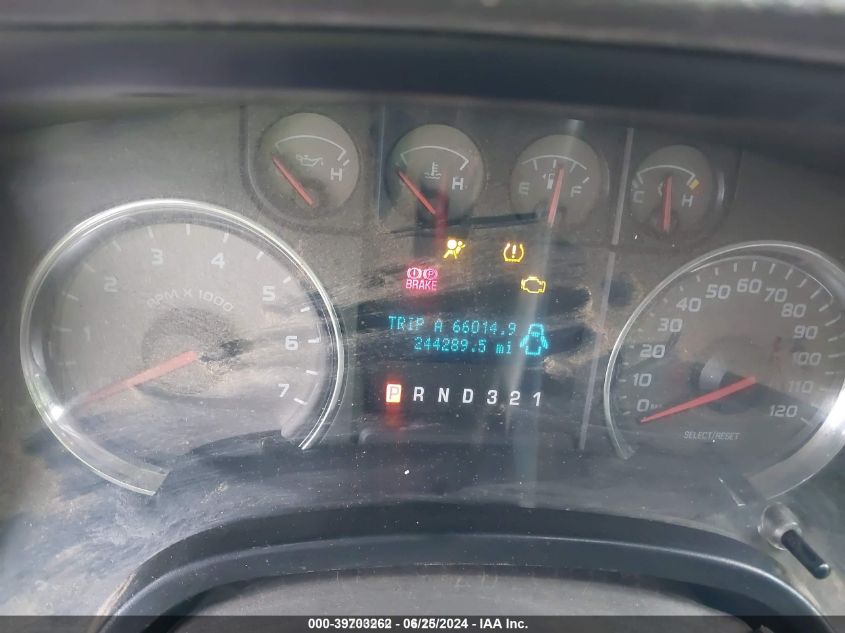 H
H
E F
C H
1 2 3 4 5 6 7
RPM X 1000
BRAKE
TRIP A 66014.9
244289.5 mi
P R N D 3 2 1
0 10 20 30 40 50 60 70 80 90 100 110 120
SELECT/RESET
000-39703262 - 06/25/2024 - IAA Inc.